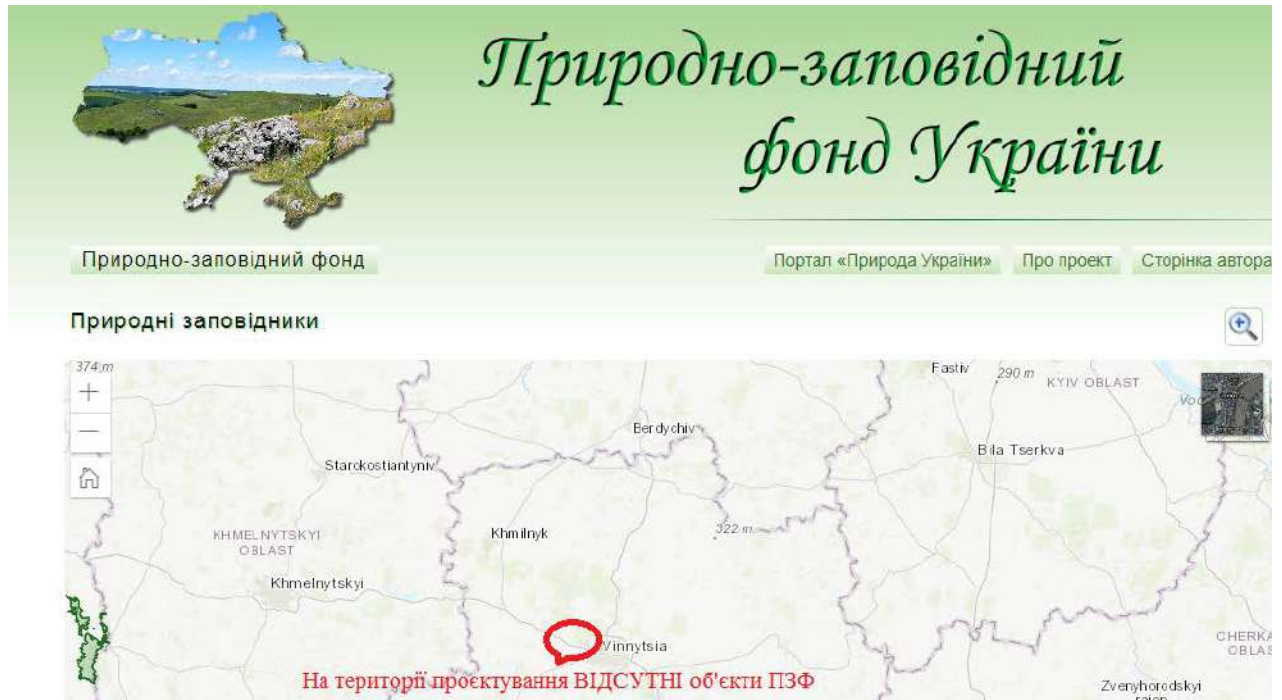 Природно-заповідний
фонд України
Природно-заповідний фонд
Портал «Природа України» Про проект Сторінка автора
Природні заповідники
374 m
Fastiv
290 m
KYIV OBLAST
Berdychiv
Bila Tserkva
Starokostiantyniv
KHMELNYTSKYI
OBLAST
Khmilnyk
322 m
Khmelnytskyi
Vinnytsia
CHERKA
OBLAS
На території проєктування ВІДСУТНІ об'єкти ПЗФ
Zvenyhorodskyi
raion